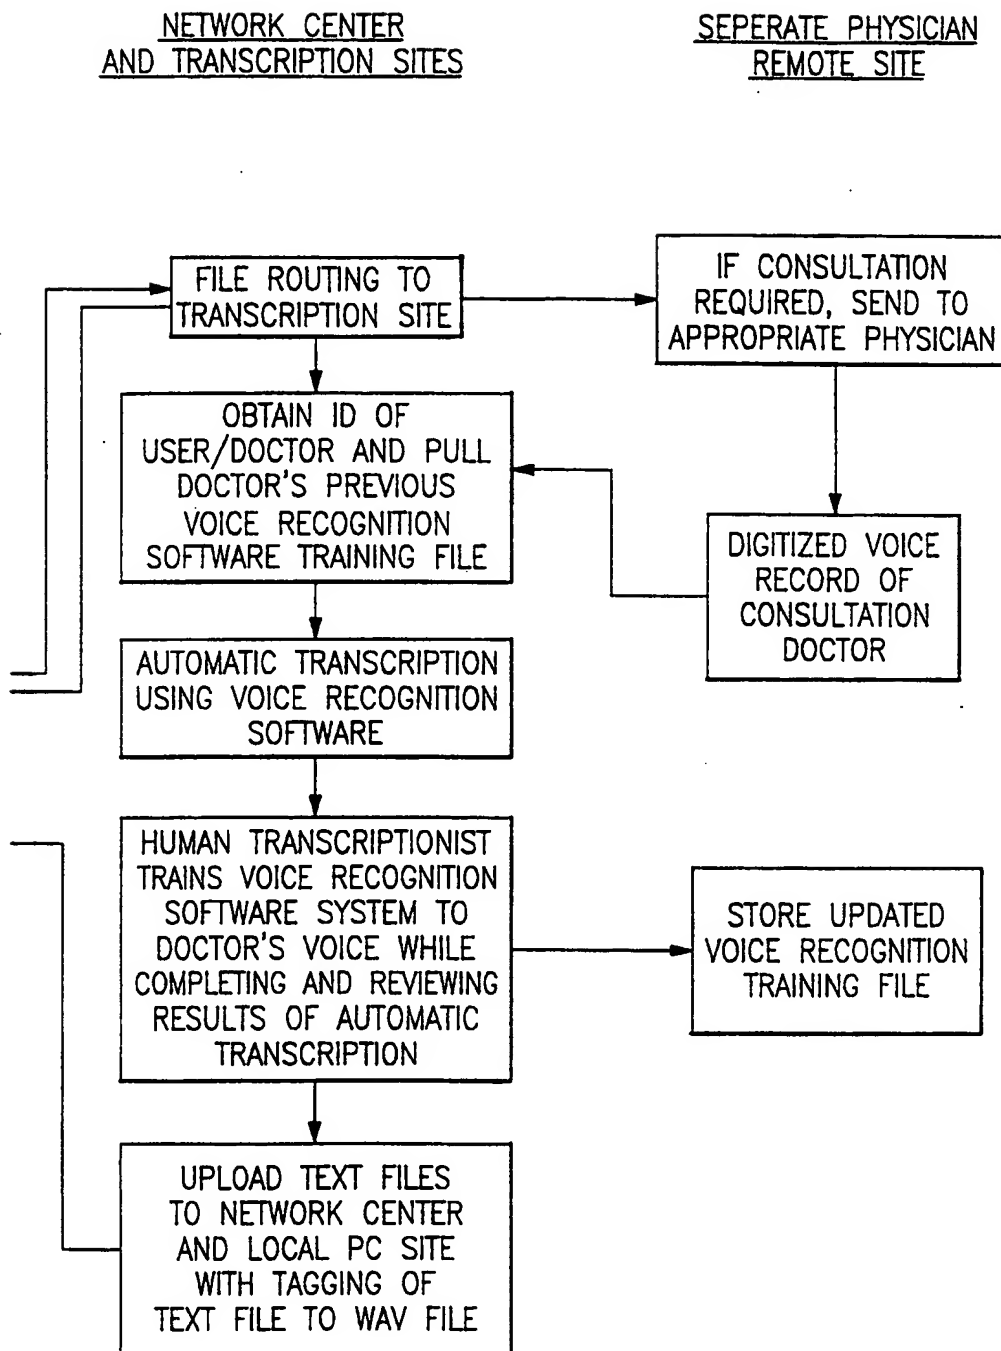 NETWORK CENTER
AND TRANSCRIPTION SITES
SEPERATE PHYSICIAN
REMOTE SITE
FILE ROUTING TO
TRANSCRIPTION SITE
IF CONSULTATION
REQUIRED, SEND TO
APPROPRIATE PHYSICIAN
OBTAIN ID OF
USER/DOCTOR AND PULL
DOCTOR'S PREVIOUS
VOICE RECOGNITION
SOFTWARE TRAINING FILE
DIGITIZED VOICE
RECORD OF
CONSULTATION
DOCTOR
AUTOMATIC TRANSCRIPTION
USING VOICE RECOGNITION
SOFTWARE
HUMAN TRANSCRIPTIONIST
TRAINS VOICE RECOGNITION
SOFTWARE SYSTEM TO
DOCTOR'S VOICE WHILE
COMPLETING AND REVIEWING
RESULTS OF AUTOMATIC
TRANSCRIPTION
STORE UPDATED
VOICE RECOGNITION
TRAINING FILE
UPLOAD TEXT FILES
TO NETWORK CENTER
AND LOCAL PC SITE
WITH TAGGING OF
TEXT FILE TO WAV FILE